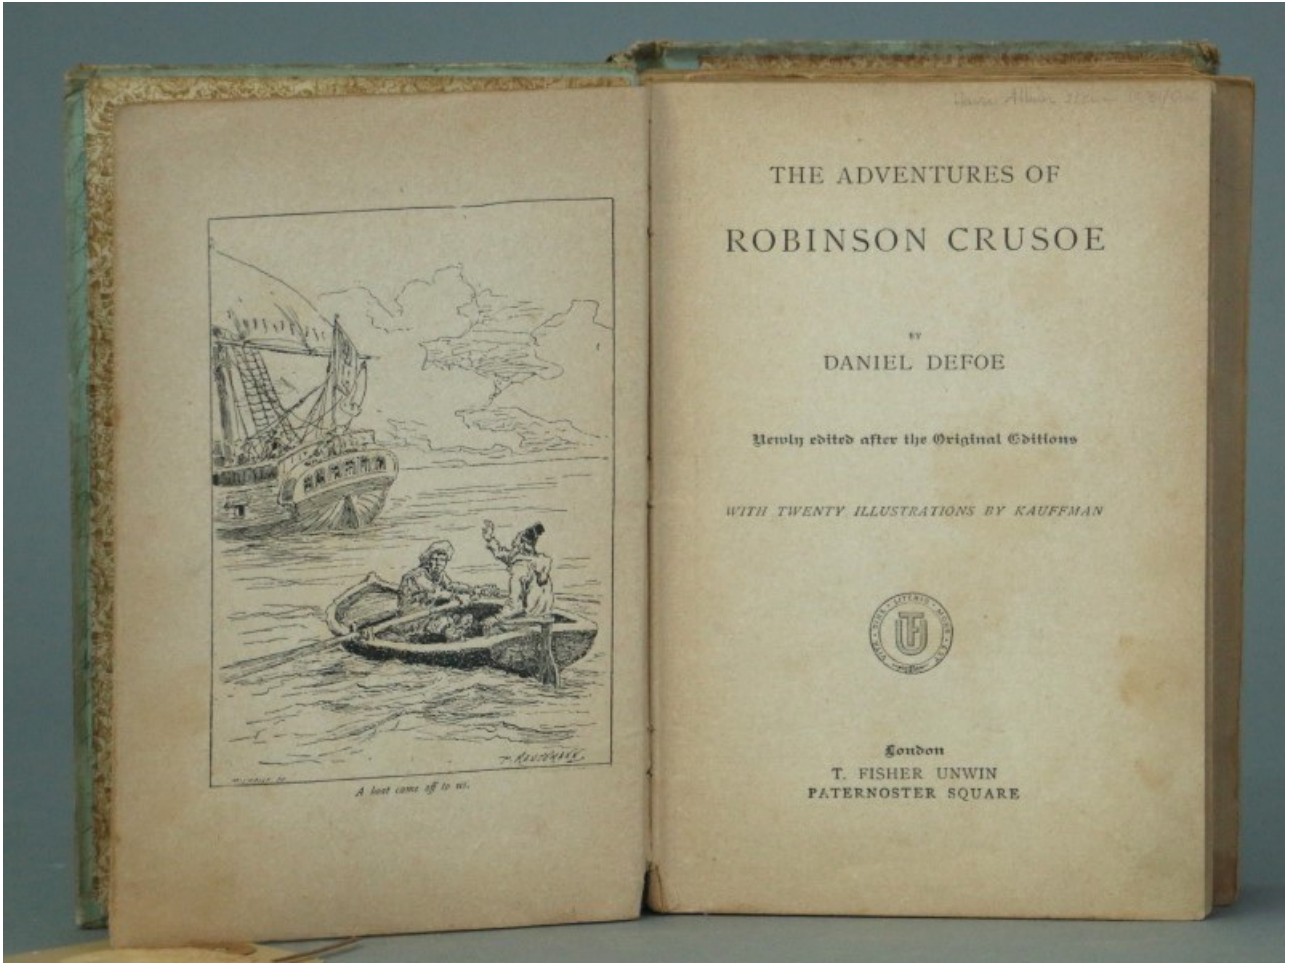 A boat came off to us.
THE ADVENTURES OF
ROBINSON CRUSOE
BY
DANIEL DEFOE
Newly edited after the Original Editions
WITH TWENTY ILLUSTRATIONS BY KAUFFMAN
London
T. FISHER UNWIN
PATERNOSTER SQUARE